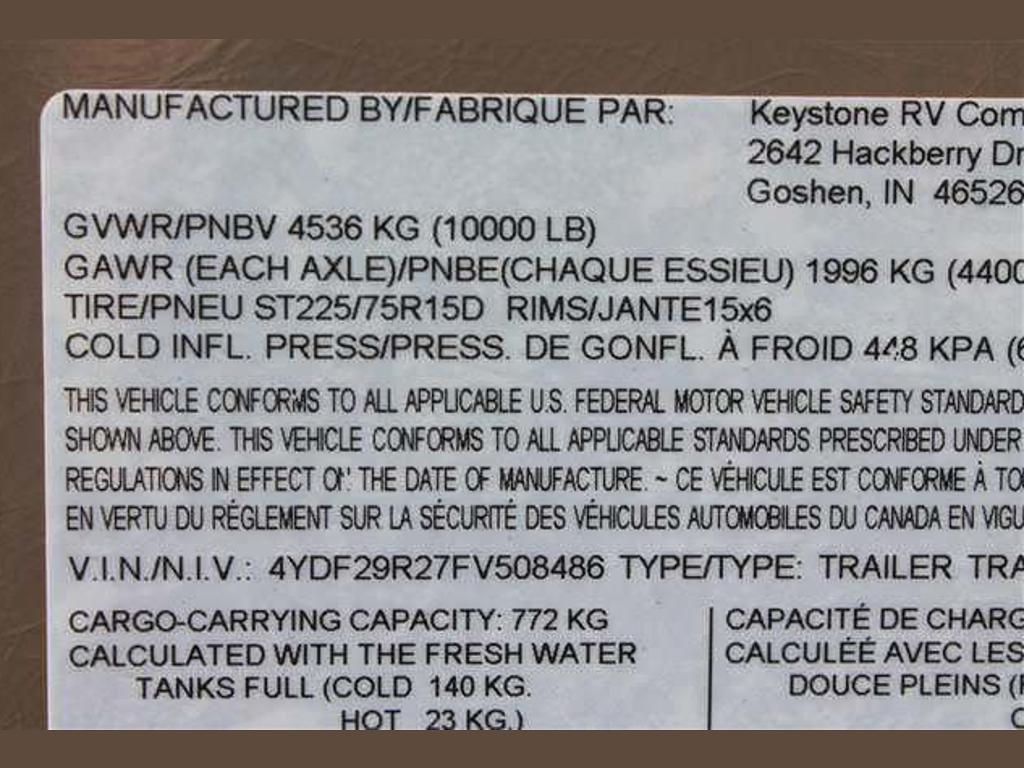 MANUFACTURED BY/FABRIQUE PAR: Keystone RV Com
2642 Hackberry Dr
Goshen, IN 46526
GVWR/PNBV 4536 KG (10000 LB)
GAWR (EACH AXLE)/PNBE(CHAQUE ESSIEU) 1996 KG (4400
TIRE/PNEU ST225/75R15D RIMS/JANTE15x6
COLD INFL. PRESS/PRESS. DE GONFL. À FROID 448 KPA (6
THIS VEHICLE CONFORMS TO ALL APPLICABLE U.S. FEDERAL MOTOR VEHICLE SAFETY STANDARD
SHOWN ABOVE. THIS VEHICLE CONFORMS TO ALL APPLICABLE STANDARDS PRESCRIBED UNDER
REGULATIONS IN EFFECT ON THE DATE OF MANUFACTURE. ~ CE VÉHICULE EST CONFORME À TO
EN VERTU DU RÉGLEMENT SUR LA SÉCURITÉ DES VÉHICULES AUTOMOBILES DU CANADA EN VIGU
V.I.N./N.I.V.: 4YDF29R27FV508486 TYPE/TYPE: TRAILER TRA
CARGO-CARRYING CAPACITY: 772 KG
CALCULATED WITH THE FRESH WATER
TANKS FULL (COLD 140 KG.
HOT 23 KG.)
CAPACITÉ DE CHARG
CALCULÉÉ AVEC LES
DOUCE PLEINS (